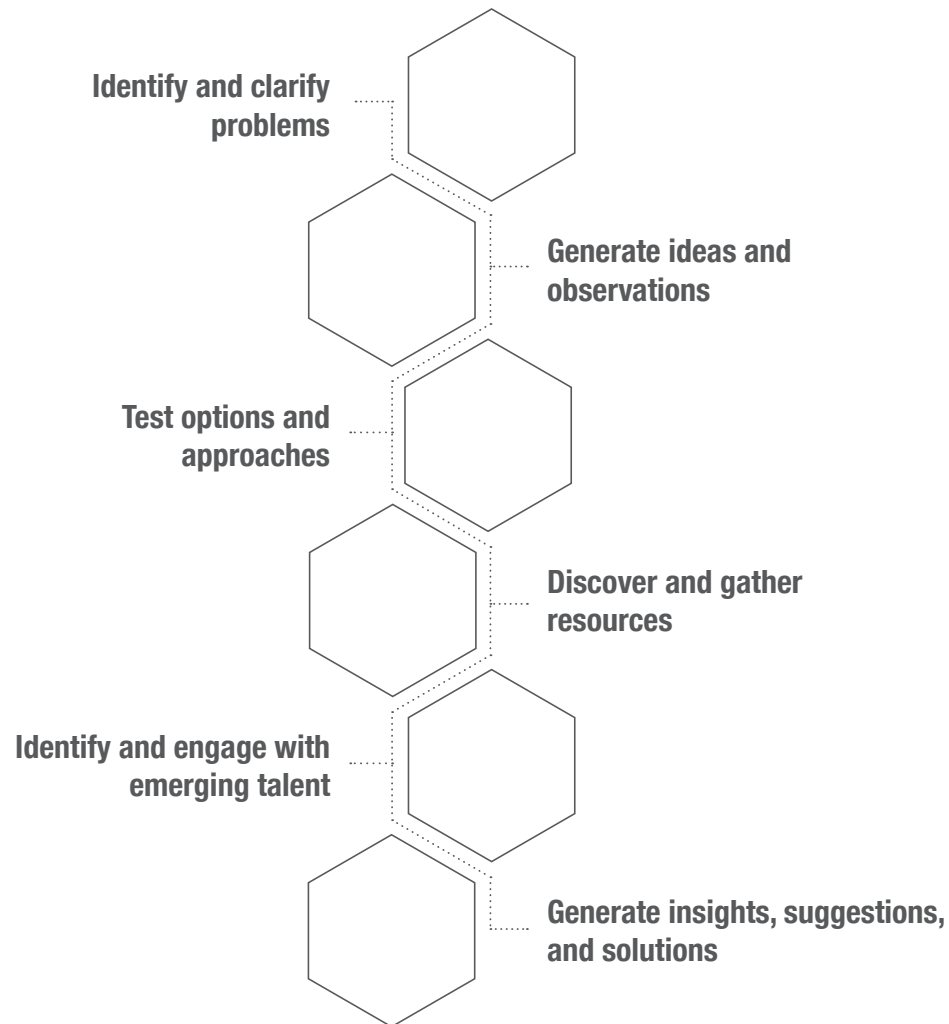 Identify and clarify
problems
Generate ideas and
observations
Test options and
approaches
Discover and gather
resources
Identify and engage with
emerging talent
Generate insights, suggestions,
and solutions